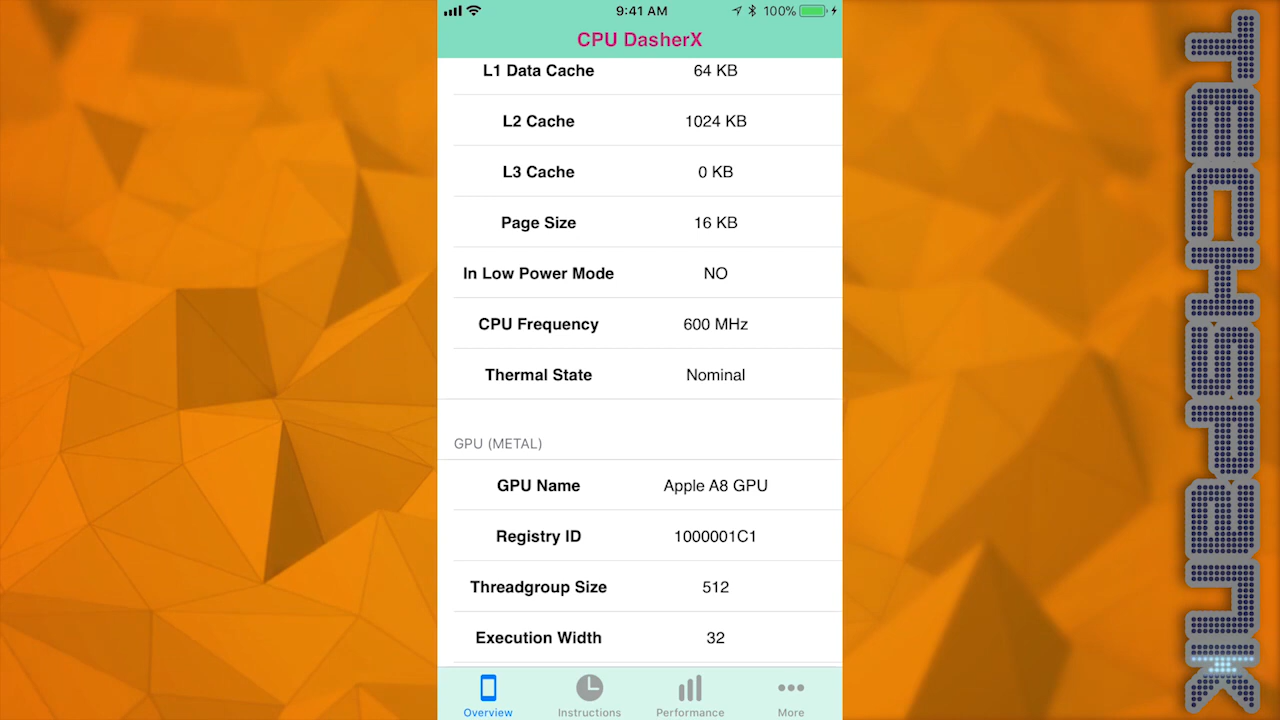 9:41 AM
100%
CPU DasherX
L1 Data Cache 64 KB
L2 Cache 1024 KB
L3 Cache 0 KB
Page Size 16 KB
In Low Power Mode NO
CPU Frequency 600 MHz
Thermal State Nominal
GPU (METAL)
GPU Name Apple A8 GPU
Registry ID 1000001C1
Threadgroup Size 512
Execution Width 32
Overview Instructions Performance More
TECHSPARK